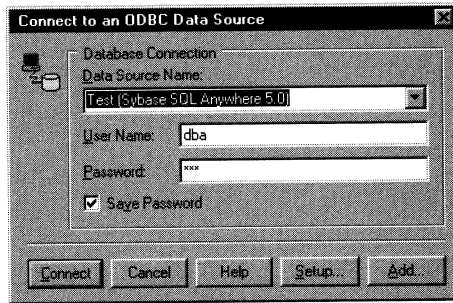 Connect to an ODBC Data Source
Database Connection
Data Source Name:
Test (Sybase SQL Anywhere 5.0)
User Name: dba
Password: ***
Save Password
Connect Cancel Help Setup... Add...